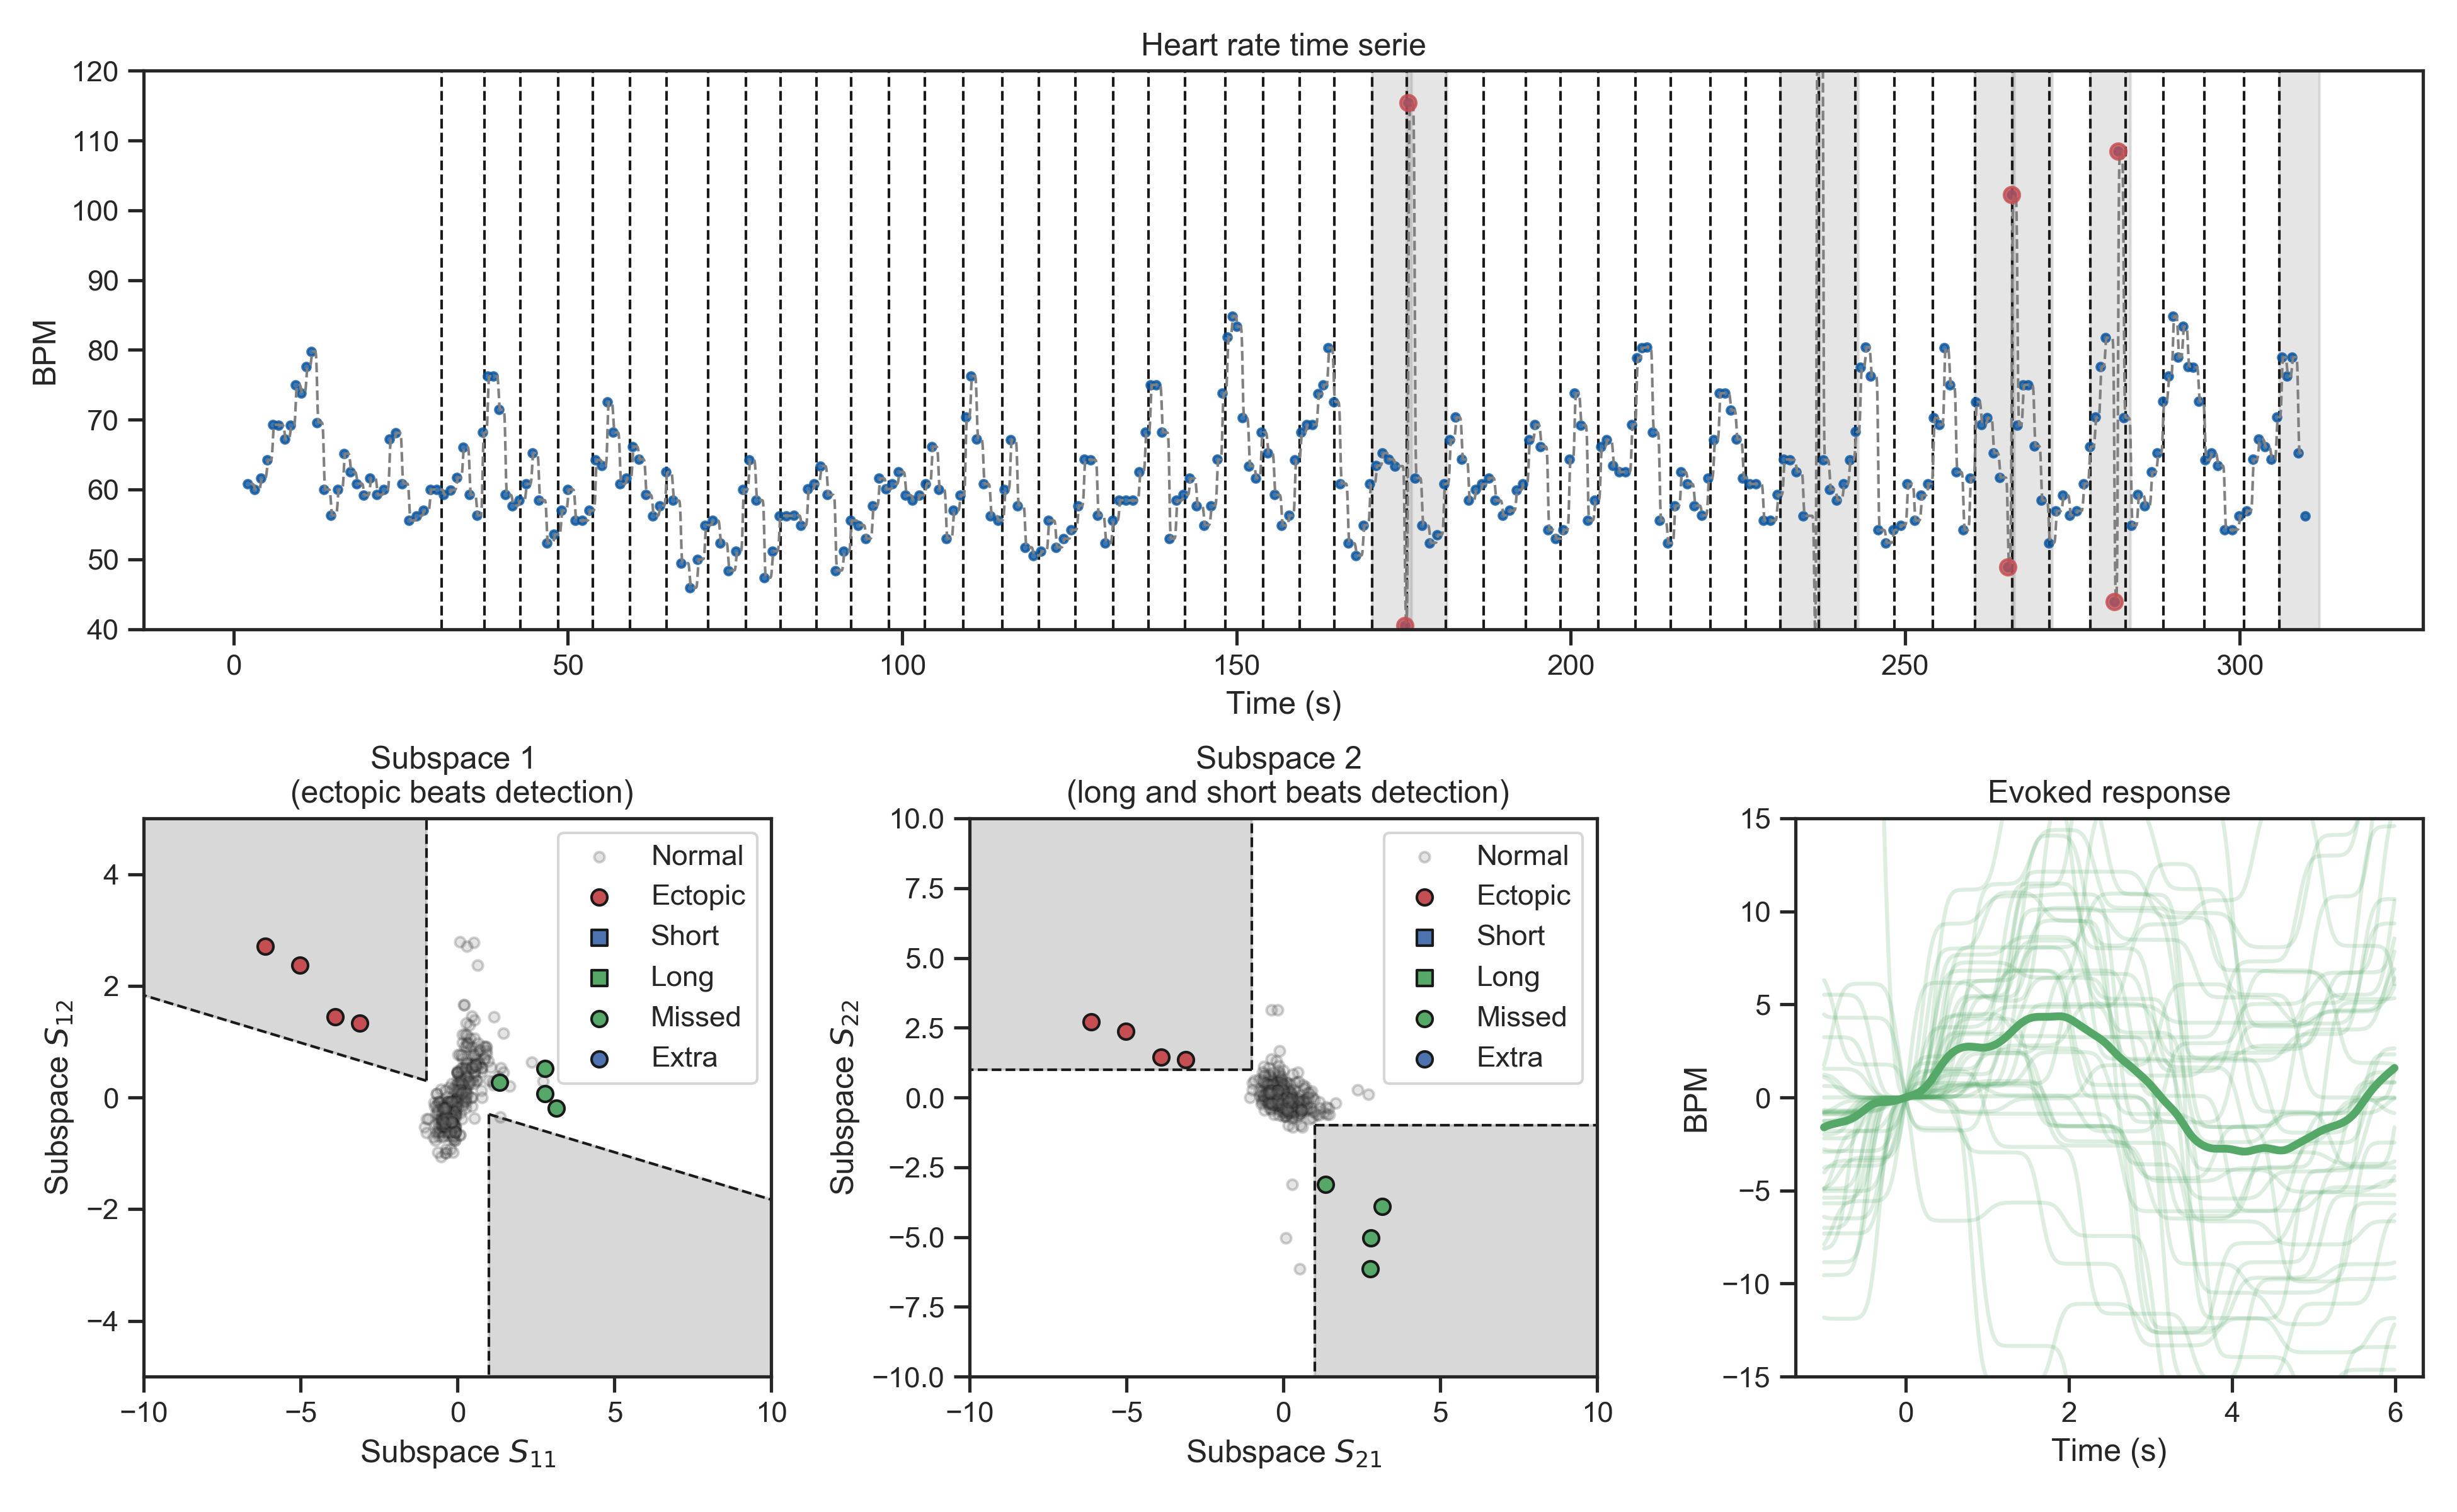 Heart rate time serie
120
110
100
90
80
70
60
50
40
BPM
0 50 100 150 200 250 300
Time (s)
Subspace 1
(ectopic beats detection)
4
2
0
−2
−4
Subspace S12
−10 −5 0 5 10
Subspace S11
Normal
Ectopic
Short
Long
Missed
Extra
Subspace 2
(long and short beats detection)
10.0
7.5
5.0
2.5
0.0
−2.5
−5.0
−7.5
−10.0
Subspace S22
−10 −5 0 5 10
Subspace S21
Normal
Ectopic
Short
Long
Missed
Extra
Evoked response
15
10
5
0
−5
−10
−15
BPM
0 2 4 6
Time (s)